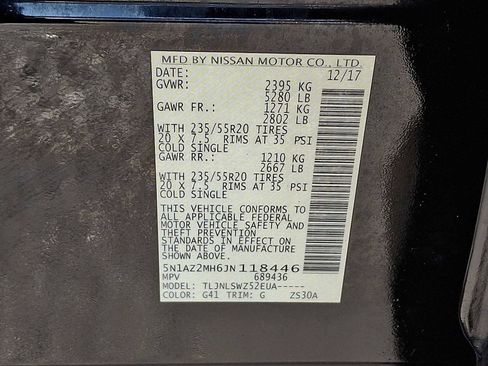 MFD BY NISSAN MOTOR CO., LTD.
DATE: 12/17
GVWR: 2395 KG
5280 LB
GAWR FR.: 1271 KG
2802 LB
WITH 235/55R20 TIRES
20 X 7.5 RIMS AT 35 PSI
COLD SINGLE
GAWR RR.: 1210 KG
2667 LB
WITH 235/55R20 TIRES
20 X 7.5 RIMS AT 35 PSI
COLD SINGLE
THIS VEHICLE CONFORMS TO
ALL APPLICABLE FEDERAL
MOTOR VEHICLE SAFETY AND
THEFT PREVENTION
STANDARDS IN EFFECT ON
THE DATE OF MANUFACTURE
SHOWN ABOVE.
5N1AZ2MH6JN118446
MPV 689436
MODEL: TLJNLSWZ52EUA-----
COLOR: G41 TRIM: G ZS30A